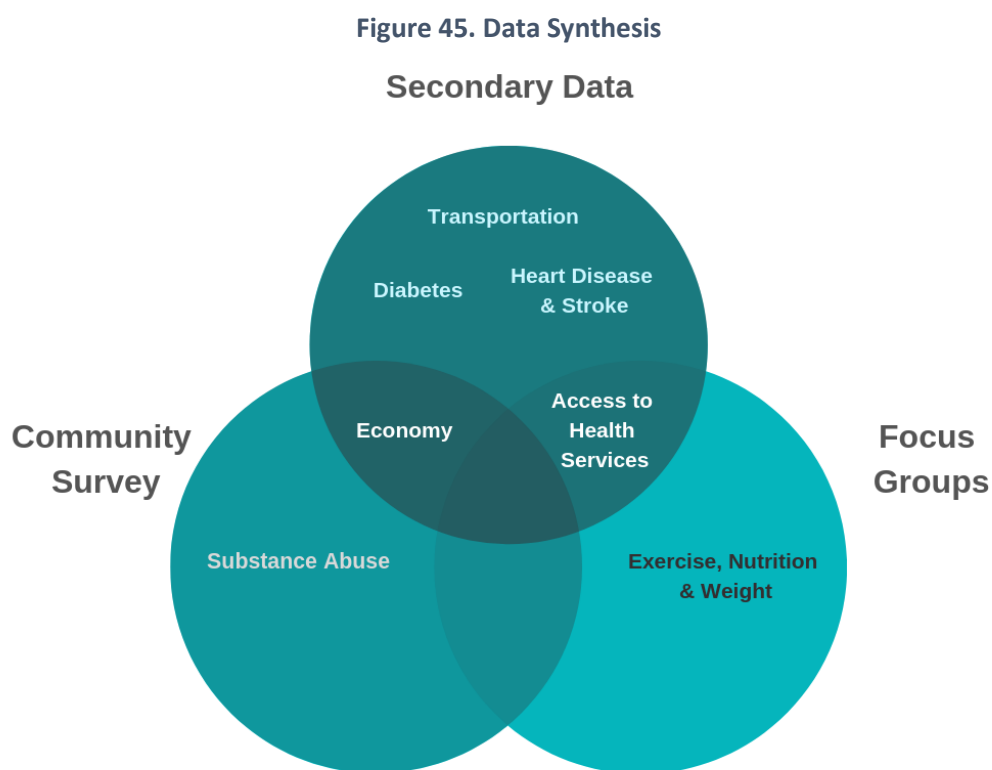 Figure 45. Data Synthesis
Secondary Data
Transportation
Diabetes
Heart Disease
& Stroke
Community
Survey
Economy
Access to
Health
Services
Focus
Groups
Substance Abuse
Exercise, Nutrition
& Weight